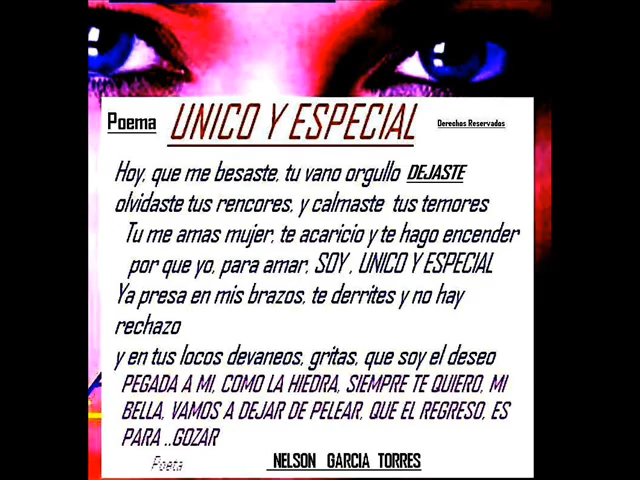 Poema UNICO Y ESPECIAL Derechos Reservados
Hoy, que me besaste, tu vano orgullo DEJASTE
olvidaste tus rencores, y calmaste tus temores
Tu me amas mujer, te acaricio y te hago encender
por que yo, para amar, SOY , UNICO Y ESPECIAL
Ya presa en mis brazos, te derrites y no hay
rechazo
y en tus locos devaneos, gritas, que soy el deseo
PEGADA A MI, COMO LA HIEDRA, SIEMPRE TE QUIERO, MI
BELLA, VAMOS A DEJAR DE PELEAR, QUE EL REGRESO, ES
PARA ..GOZAR
Poeta NELSON GARCIA TORRES